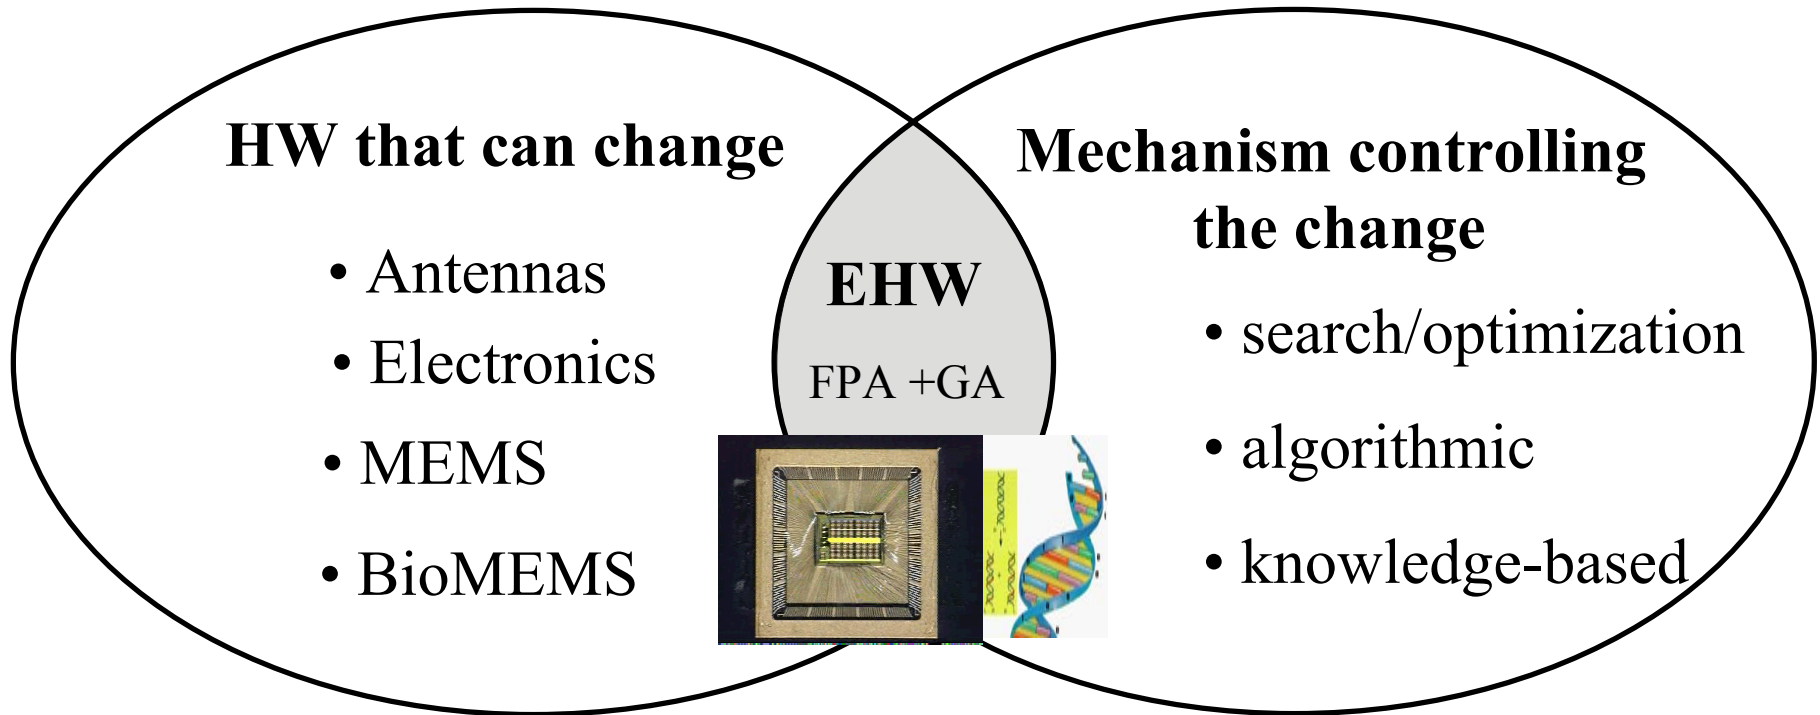 HW that can change
• Antennas
• Electronics
• MEMS
• BioMEMS
EHW
FPA +GA
Mechanism controlling
the change
• search/optimization
• algorithmic
• knowledge-based